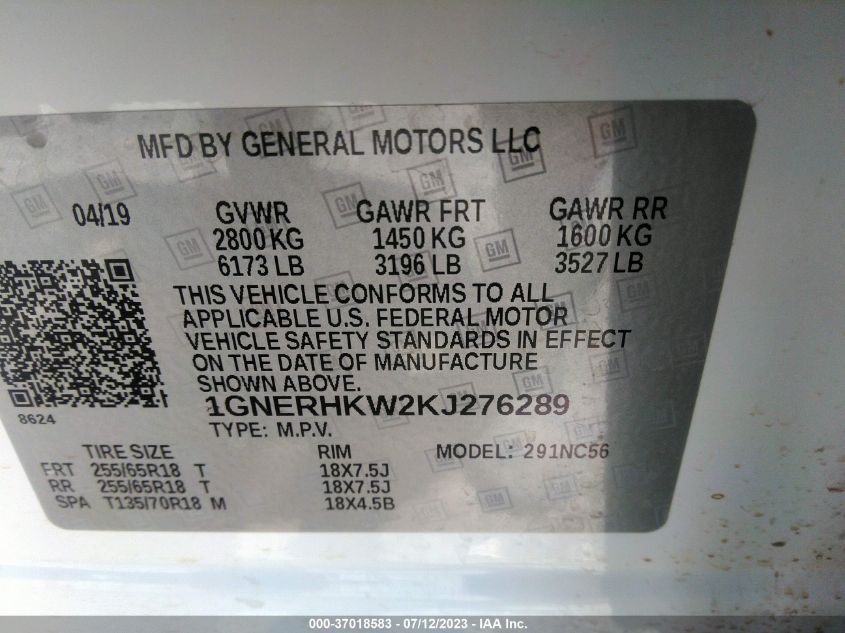 MFD BY GENERAL MOTORS LLC
04/19 GVWR GAWR FRT GAWR RR
2800 KG 1450 KG 1600 KG
6173 LB 3196 LB 3527 LB
THIS VEHICLE CONFORMS TO ALL
APPLICABLE U.S. FEDERAL MOTOR
VEHICLE SAFETY STANDARDS IN EFFECT
ON THE DATE OF MANUFACTURE
SHOWN ABOVE.
8624
1GNERHKW2KJ276289
TYPE: M.P.V.
TIRE SIZE RIM MODEL: 291NC56
FRT 255/65R18 T 18X7.5J
RR 255/65R18 T 18X7.5J
SPA T135/70R18 M 18X4.5B
000-37018583 - 07/12/2023 - IAA Inc.